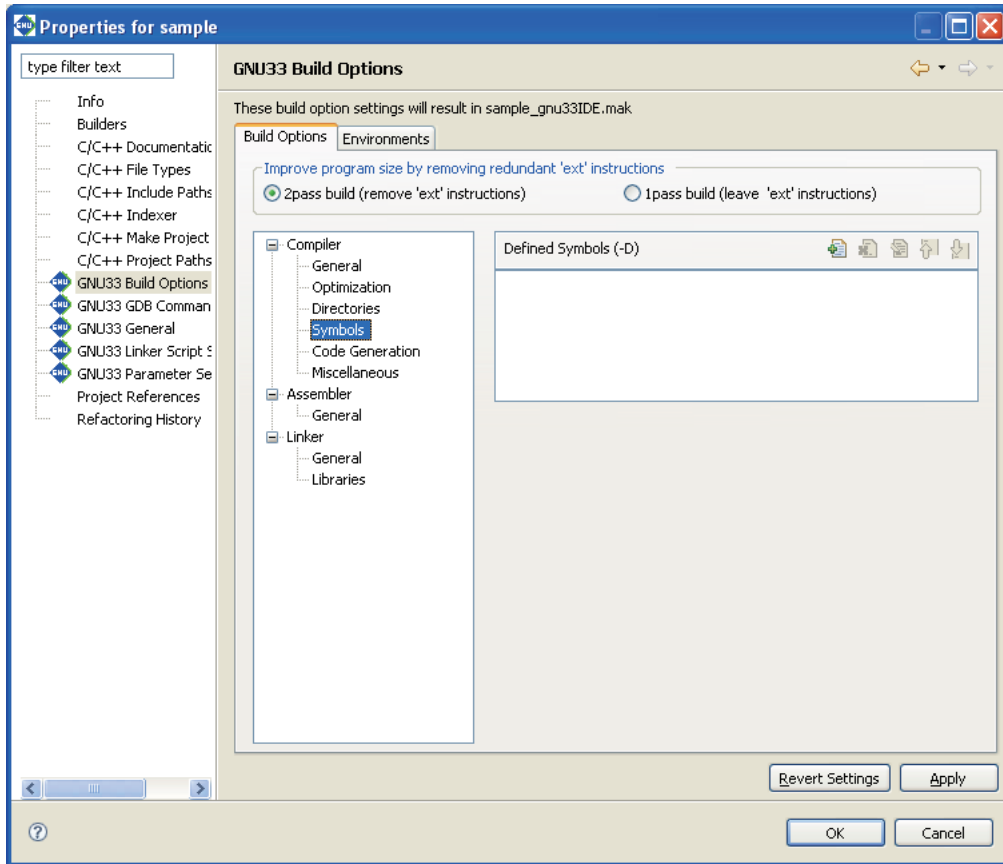 Properties for sample
type filter text
Info
Builders
C/C++ Documentatic
C/C++ File Types
C/C++ Include Paths
C/C++ Indexer
C/C++ Make Project
C/C++ Project Paths
GNU33 Build Options
GNU33 GDB Comman
GNU33 General
GNU33 Linker Script S
GNU33 Parameter Se
Project References
Refactoring History
GNU33 Build Options
These build option settings will result in sample_gnu33IDE.mak
Build Options Environments
Improve program size by removing redundant 'ext' instructions
2pass build (remove 'ext' instructions) 1pass build (leave 'ext' instructions)
Compiler
General
Optimization
Directories
Symbols
Code Generation
Miscellaneous
Assembler
General
Linker
General
Libraries
Defined Symbols (-D)
Revert Settings Apply
OK Cancel